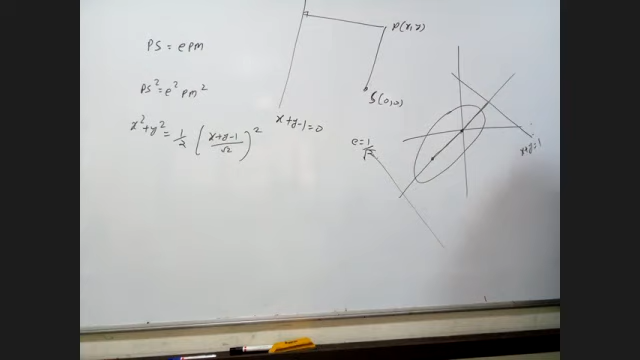 PS = ePM
PS² = e² PM²
x² + y² = 1/2 [ (x+y-1)/√2 ]²
P(x,y)
S(0,0)
x+y-1=0
e = 1/√2
x+y=1